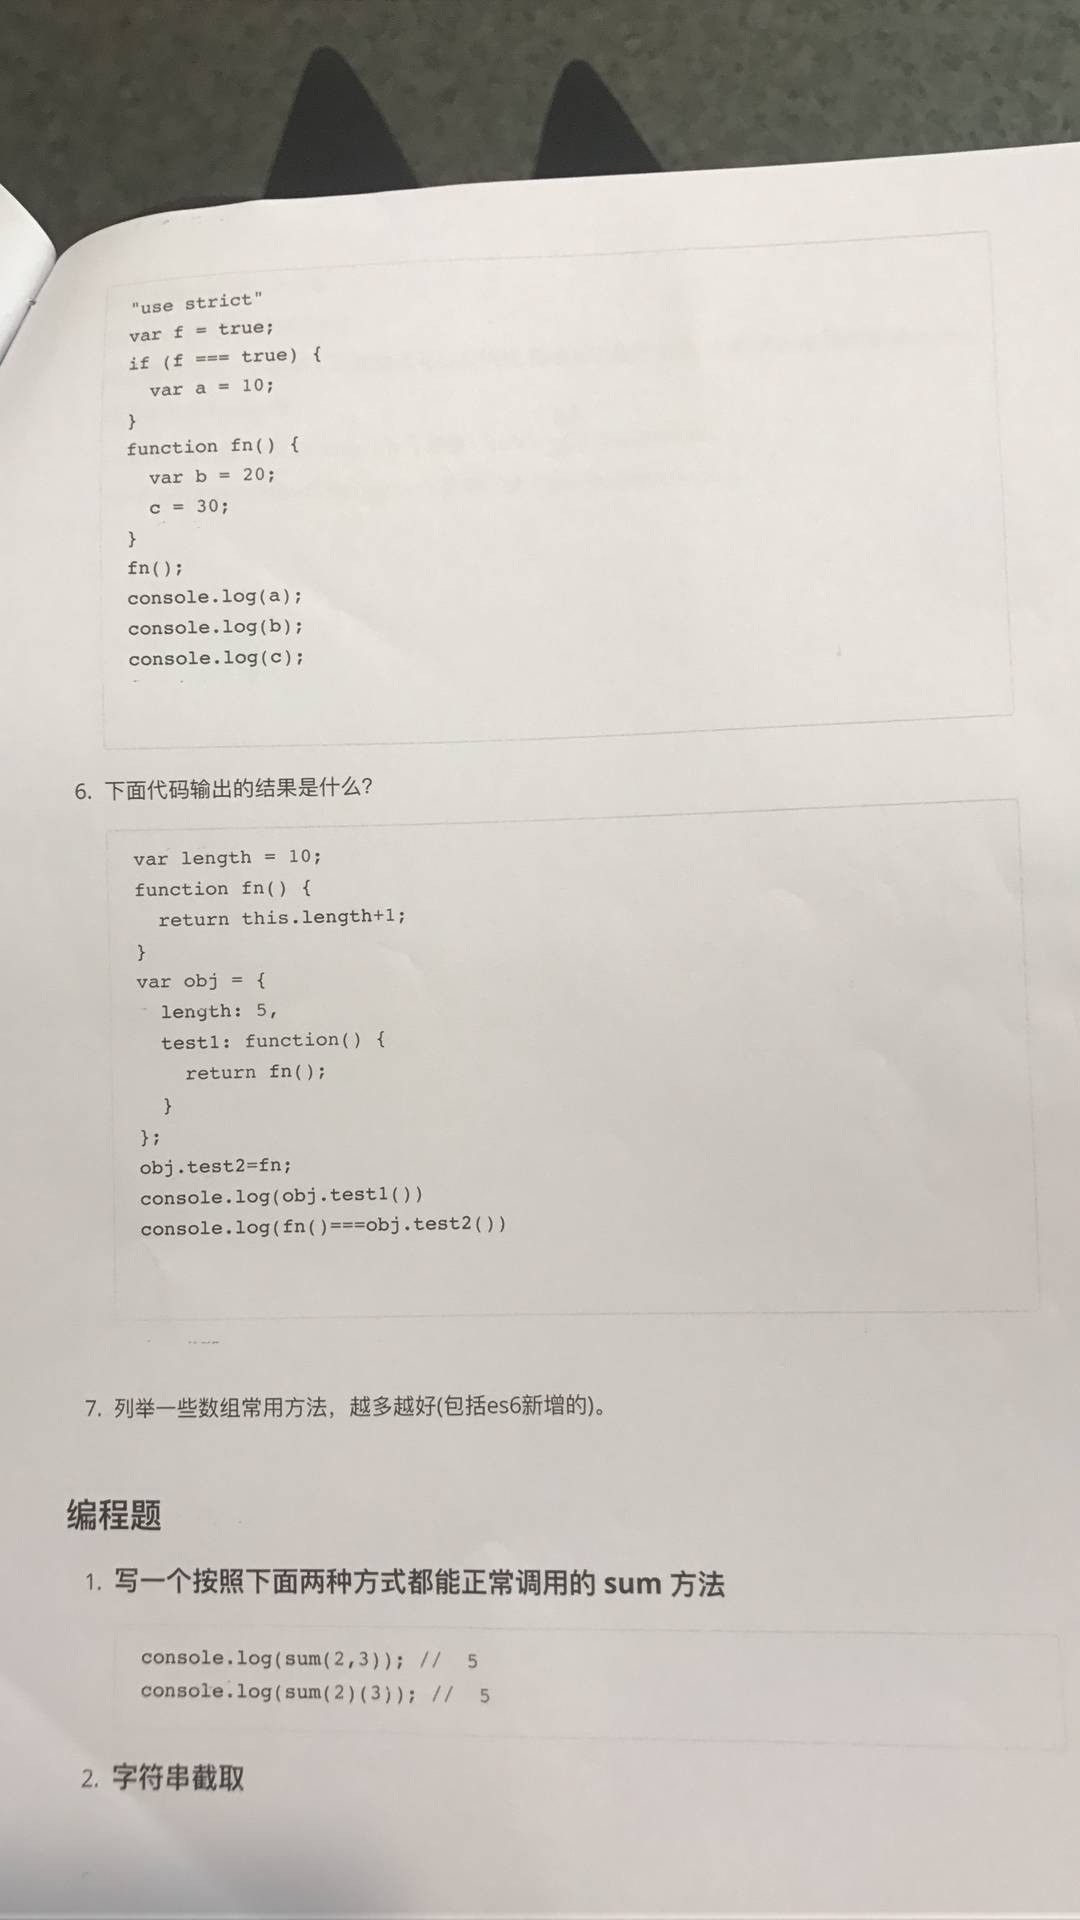 "use strict"
var f = true;
if (f === true) {
  var a = 10;
}
function fn() {
  var b = 20;
  c = 30;
}
fn();
console.log(a);
console.log(b);
console.log(c);
6. 下面代码输出的结果是什么？
var length = 10;
function fn() {
  return this.length+1;
}
var obj = {
  length: 5,
  test1: function() {
    return fn();
  }
};
obj.test2=fn;
console.log(obj.test1())
console.log(fn()===obj.test2())
7. 列举一些数组常用方法，越多越好(包括es6新增的)。
编程题
1. 写一个按照下面两种方式都能正常调用的 sum 方法
console.log(sum(2,3)); //  5
console.log(sum(2)(3)); //  5
2. 字符串截取